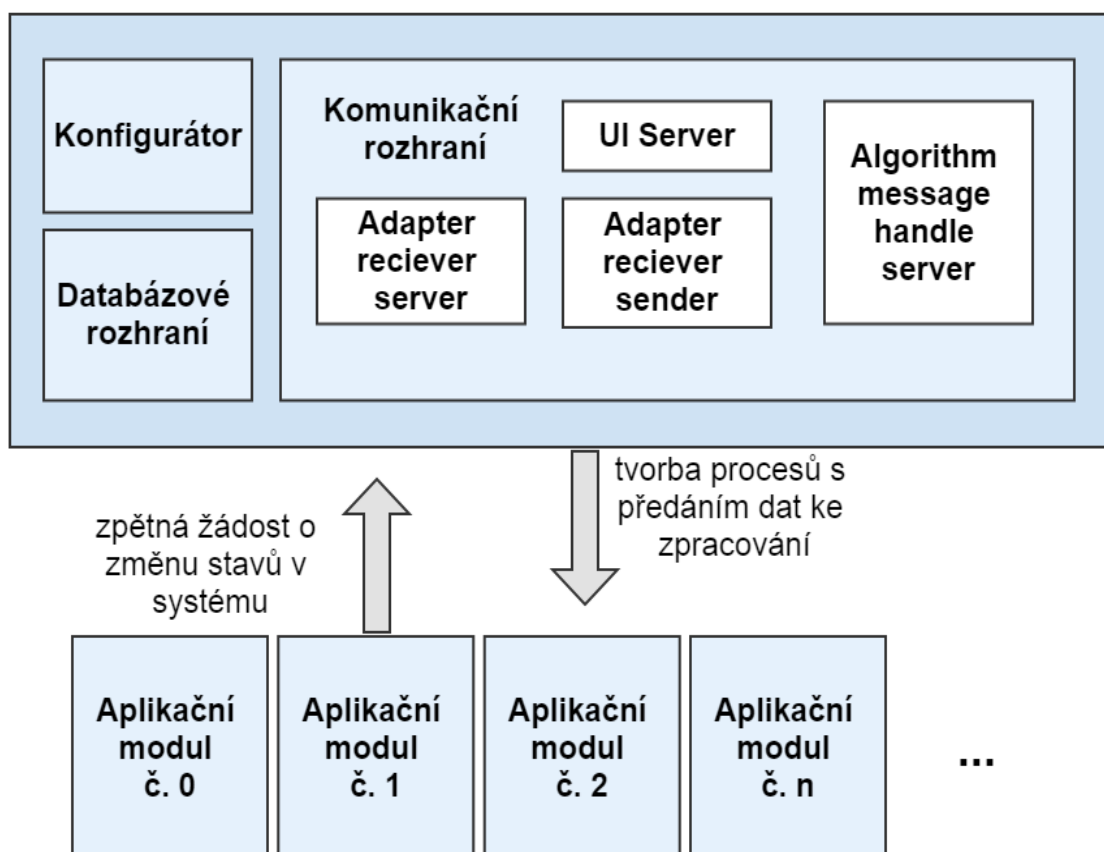 Konfigurátor
Databázové
rozhraní
Komunikační
rozhraní
UI Server
Adapter
reciever
server
Adapter
reciever
sender
Algorithm
message
handle
server
zpětná žádost o
změnu stavů v
systému
tvorba procesů s
předáním dat ke
zpracování
Aplikační
modul
č. 0
Aplikační
modul
č. 1
Aplikační
modul
č. 2
Aplikační
modul
č. n
...